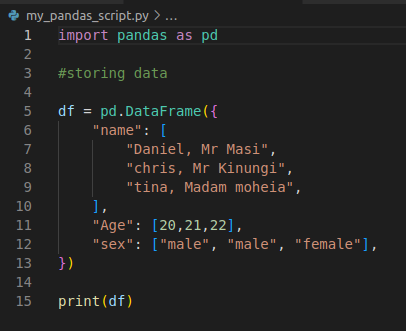 my_pandas_script.py > ...
1 import pandas as pd
2
3 #storing data
4
5 df = pd.DataFrame({
6     "name": [
7         "Daniel, Mr Masi",
8         "chris, Mr Kinungi",
9         "tina, Madam moheia",
10     ],
11     "Age": [20,21,22],
12     "sex": ["male", "male", "female"],
13 })
14
15 print(df)